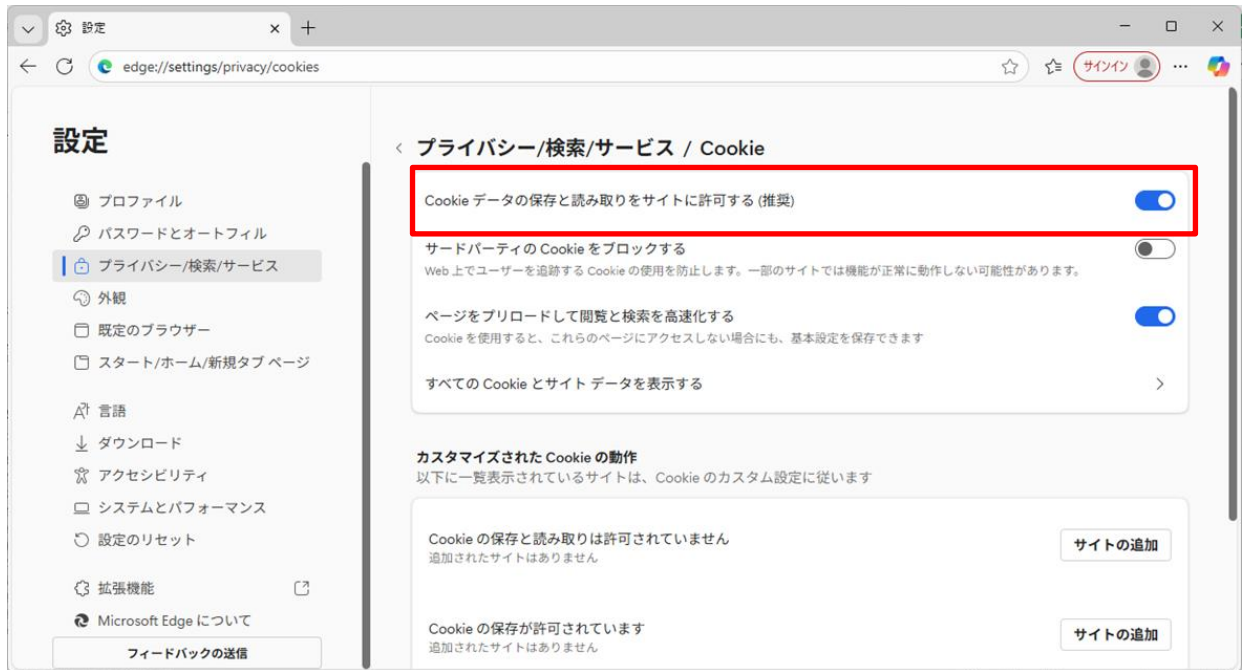 設定
edge://settings/privacy/cookies
サインイン
設定
プロファイル
パスワードとオートフィル
プライバシー/検索/サービス
外観
既定のブラウザー
スタート/ホーム/新規タブ ページ
言語
ダウンロード
アクセシビリティ
システムとパフォーマンス
設定のリセット
拡張機能
Microsoft Edge について
フィードバックの送信
プライバシー/検索/サービス / Cookie
Cookie データの保存と読み取りをサイトに許可する (推奨)
サードパーティの Cookie をブロックする
Web 上でユーザーを追跡する Cookie の使用を防止します。一部のサイトでは機能が正常に動作しない可能性があります。
ページをプリロードして閲覧と検索を高速化する
Cookie を使用すると、これらのページにアクセスしない場合にも、基本設定を保存できます
すべての Cookie とサイト データを表示する
カスタマイズされた Cookie の動作
以下に一覧表示されているサイトは、Cookie のカスタム設定に従います
Cookie の保存と読み取りは許可されていません
追加されたサイトはありません
サイトの追加
Cookie の保存が許可されています
追加されたサイトはありません
サイトの追加